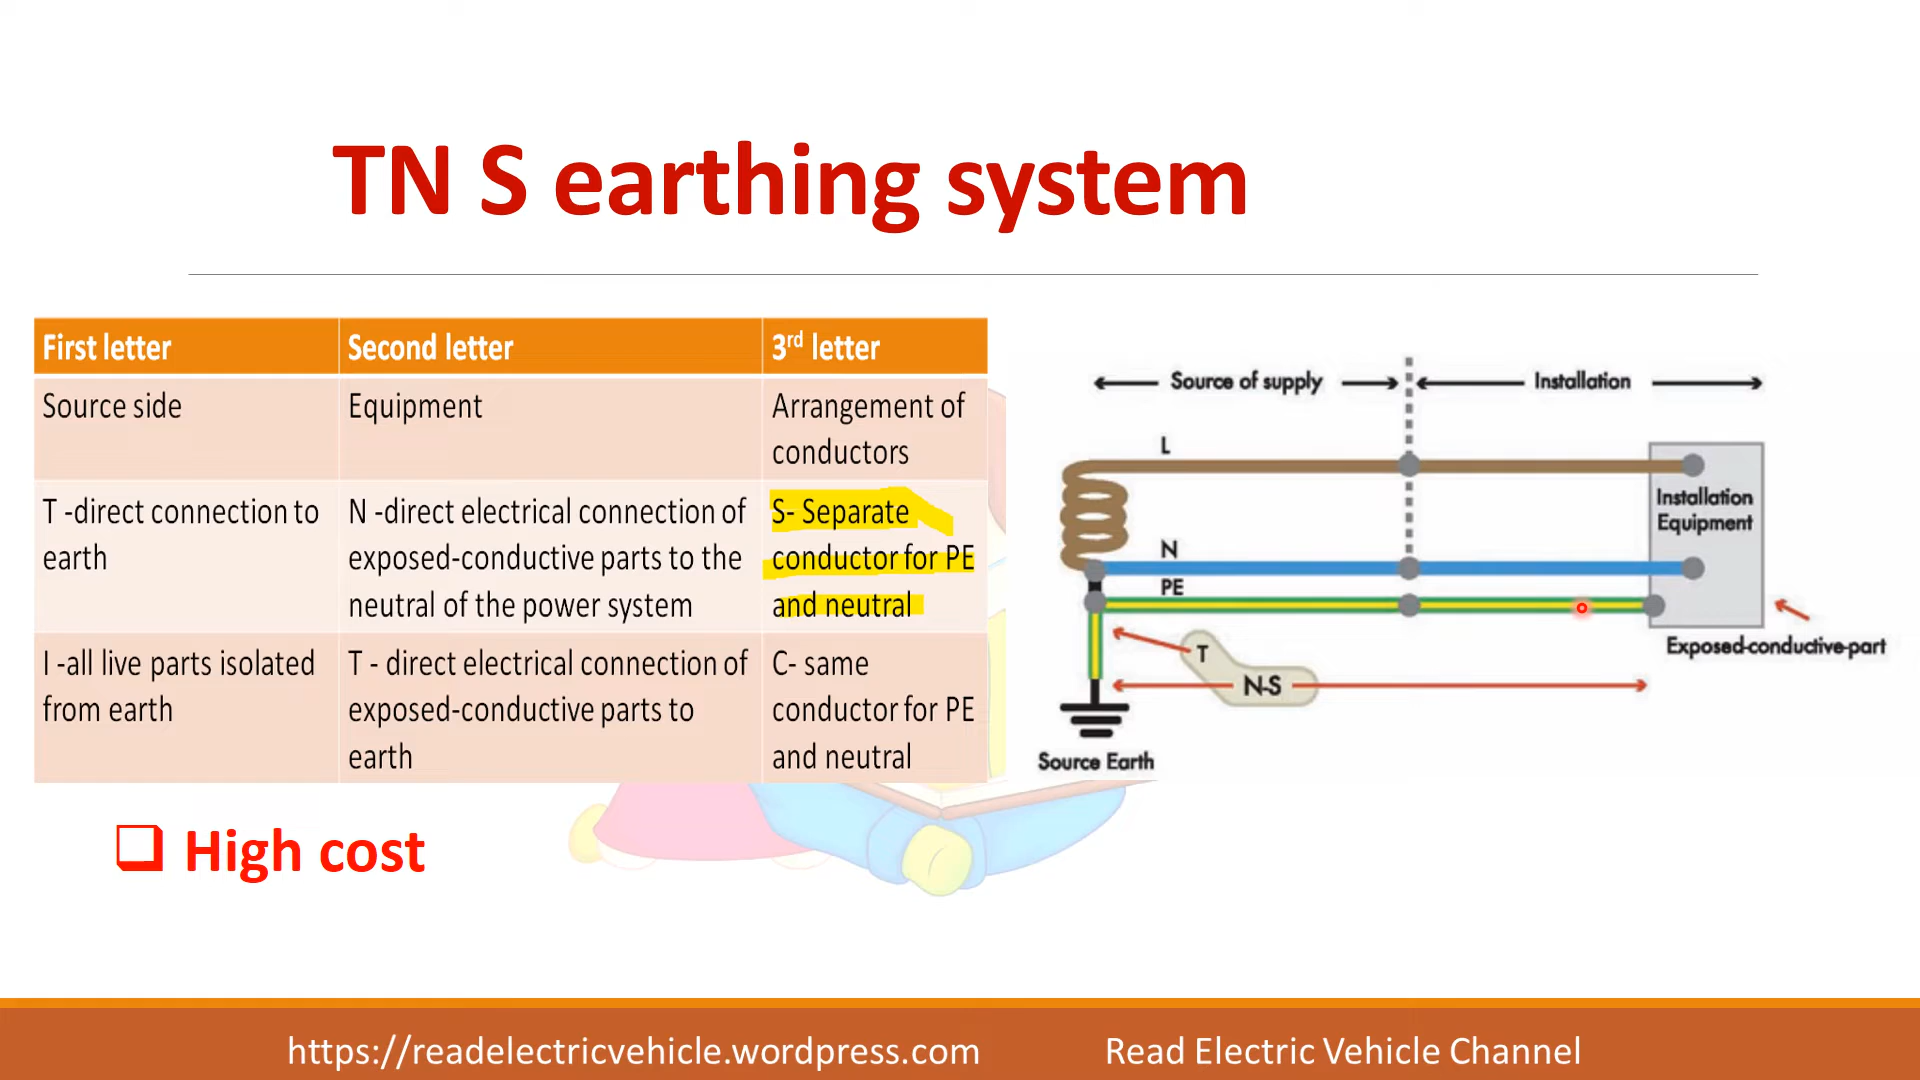 TN S earthing system
First letter
Second letter
3rd letter
Source side
Equipment
Arrangement of
conductors
T -direct connection to
earth
N -direct electrical connection of
exposed-conductive parts to the
neutral of the power system
S- Separate
conductor for PE
and neutral
I -all live parts isolated
from earth
T - direct electrical connection of
exposed-conductive parts to
earth
C- same
conductor for PE
and neutral
Source of supply
Installation
L
N
PE
Installation
Equipment
Exposed-conductive-part
T
N-S
Source Earth
High cost
https://readelectricvehicle.wordpress.com
Read Electric Vehicle Channel